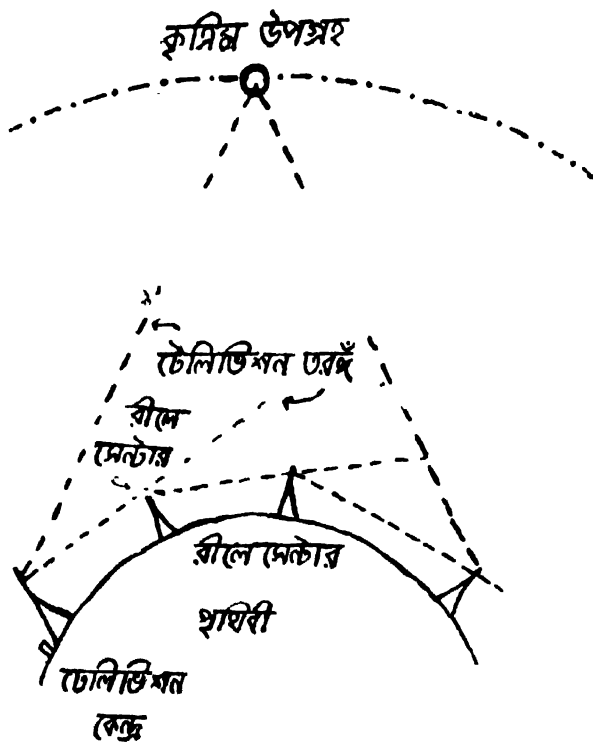 কৃত্রিম উপগ্রহ
টেলিভিশন তরঙ্গঁ
রীলে
সেন্টার
রীলে সেন্টার
পৃথিবী
টেলিভিশন
কেন্দ্র